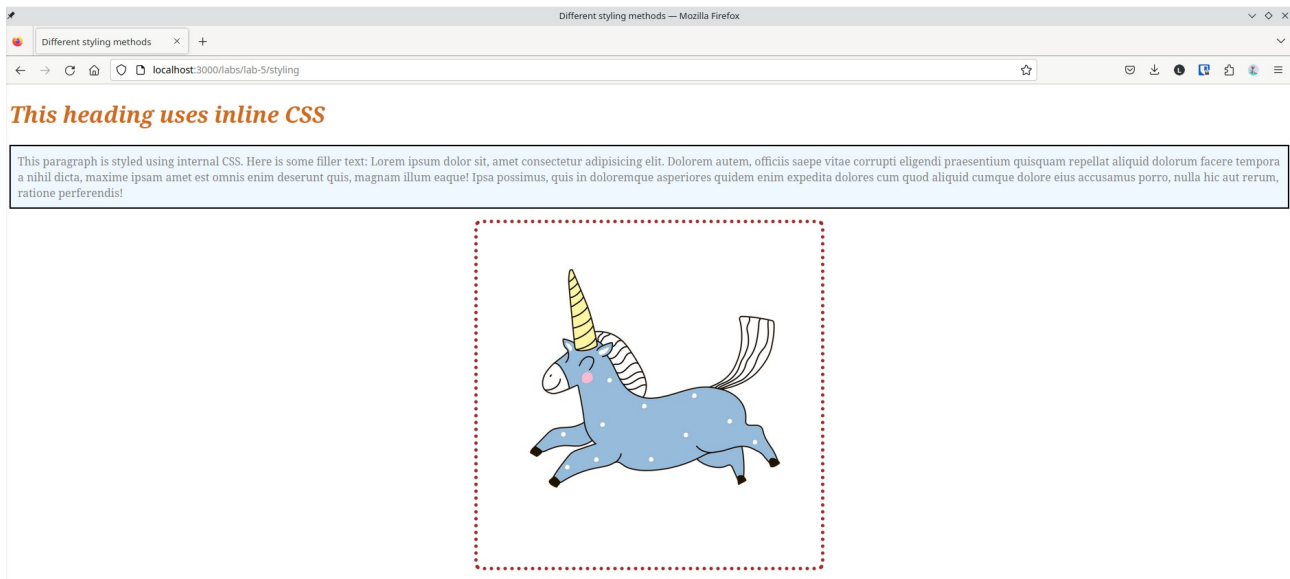 Different styling methods — Mozilla Firefox
Different styling methods
localhost:3000/labs/lab-5/styling
L
This heading uses inline CSS
This paragraph is styled using internal CSS. Here is some filler text: Lorem ipsum dolor sit, amet consectetur adipisicing elit. Dolorem autem, officiis saepe vitae corrupti eligendi praesentium quisquam repellat aliquid dolorum facere tempora
a nihil dicta, maxime ipsam amet est omnis enim deserunt quis, magnam illum eaque! Ipsa possimus, quis in doloremque asperiores quidem enim expedita dolores cum quod aliquid cumque dolore eius accusamus porro, nulla hic aut rerum,
ratione perferendis!